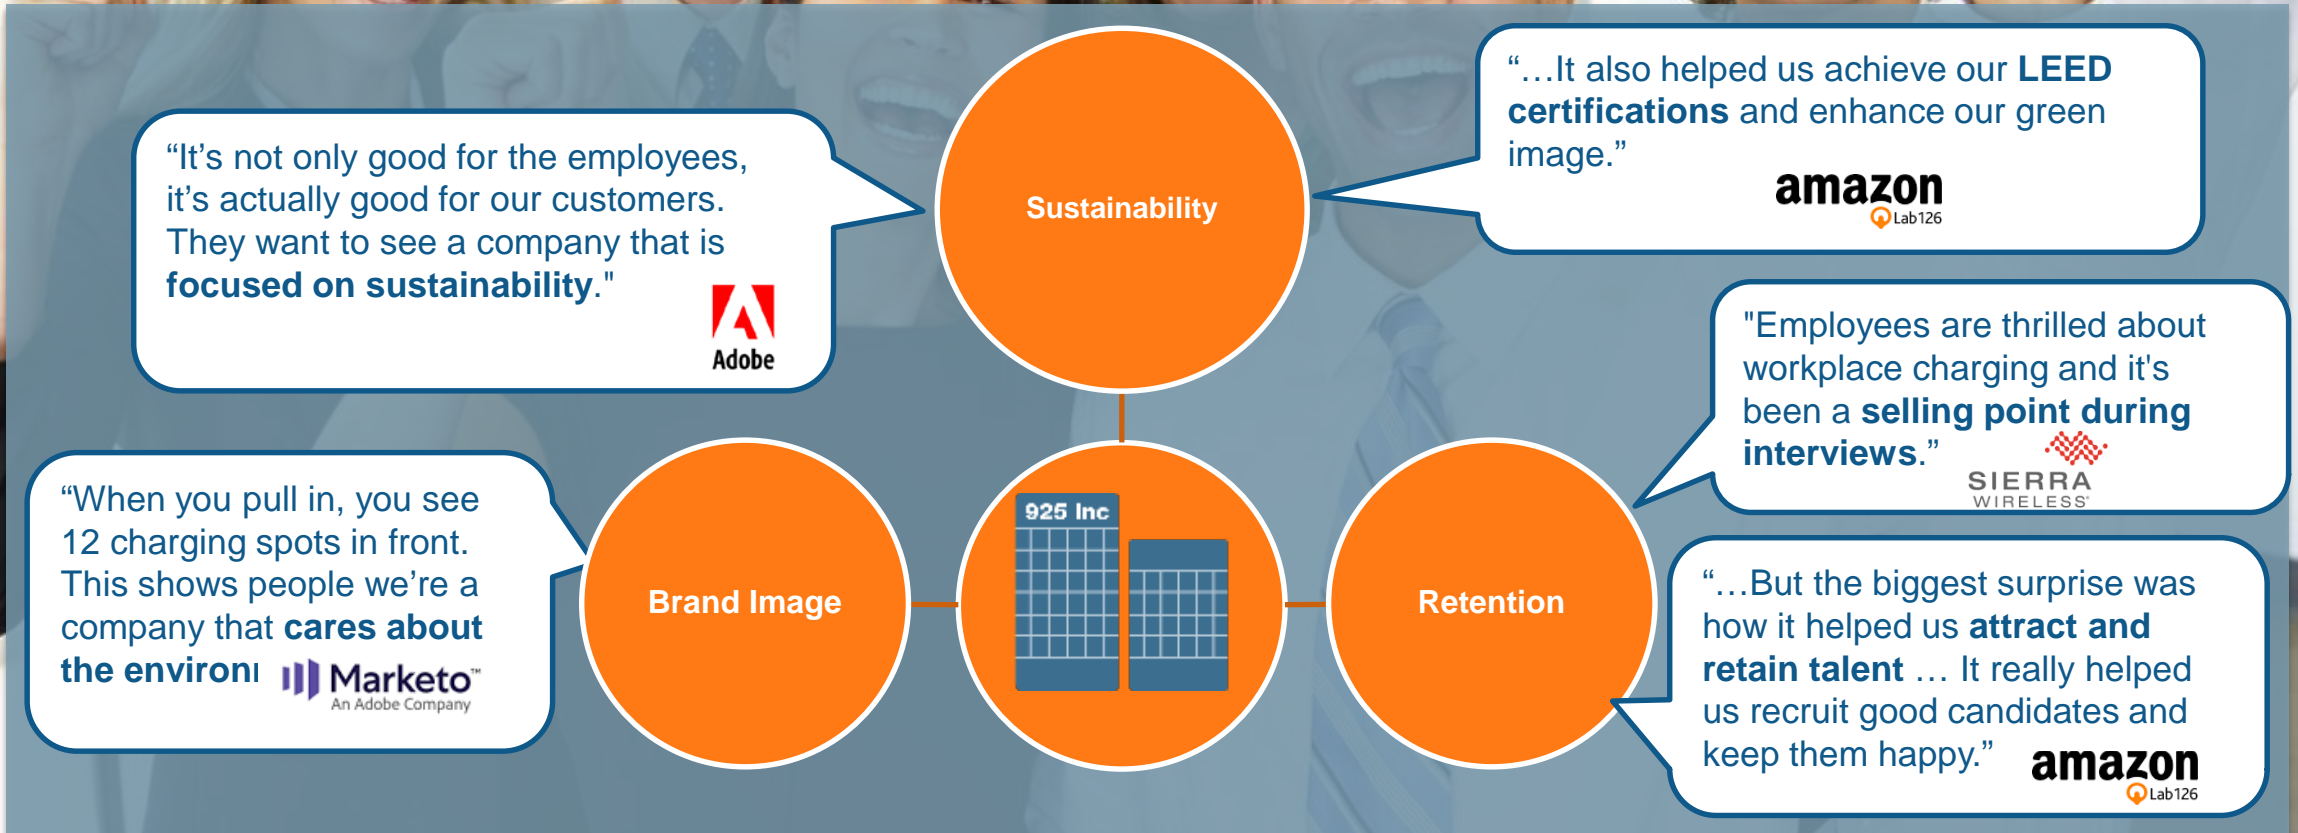 “It’s not only good for the employees,
it’s actually good for our customers.
They want to see a company that is
focused on sustainability."
Adobe
Sustainability
“…It also helped us achieve our LEED
certifications and enhance our green
image.”
amazon
Lab126
"Employees are thrilled about
workplace charging and it's
been a selling point during
interviews.”
SIERRA
WIRELESS
“When you pull in, you see
12 charging spots in front.
This shows people we’re a
company that cares about
the
Marketo™
An Adobe Company
Brand Image
925 Inc
Retention
“…But the biggest surprise was
how it helped us attract and
retain talent … It really helped
us recruit good candidates and
keep them happy.”
amazon
Lab126